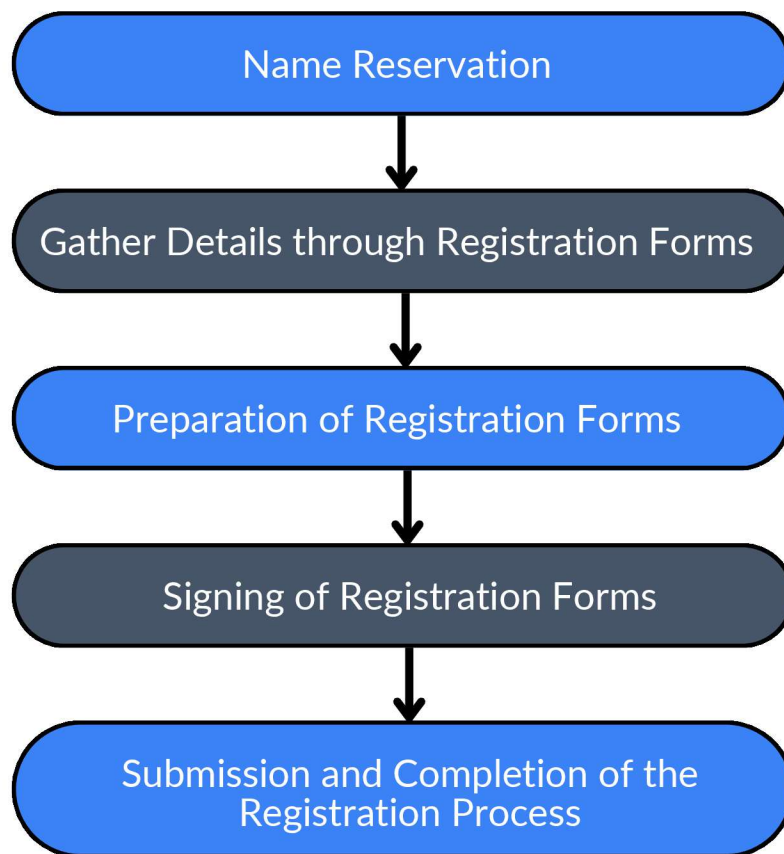 Name Reservation
Gather Details through Registration Forms
Preparation of Registration Forms
Signing of Registration Forms
Submission and Completion of the
Registration Process